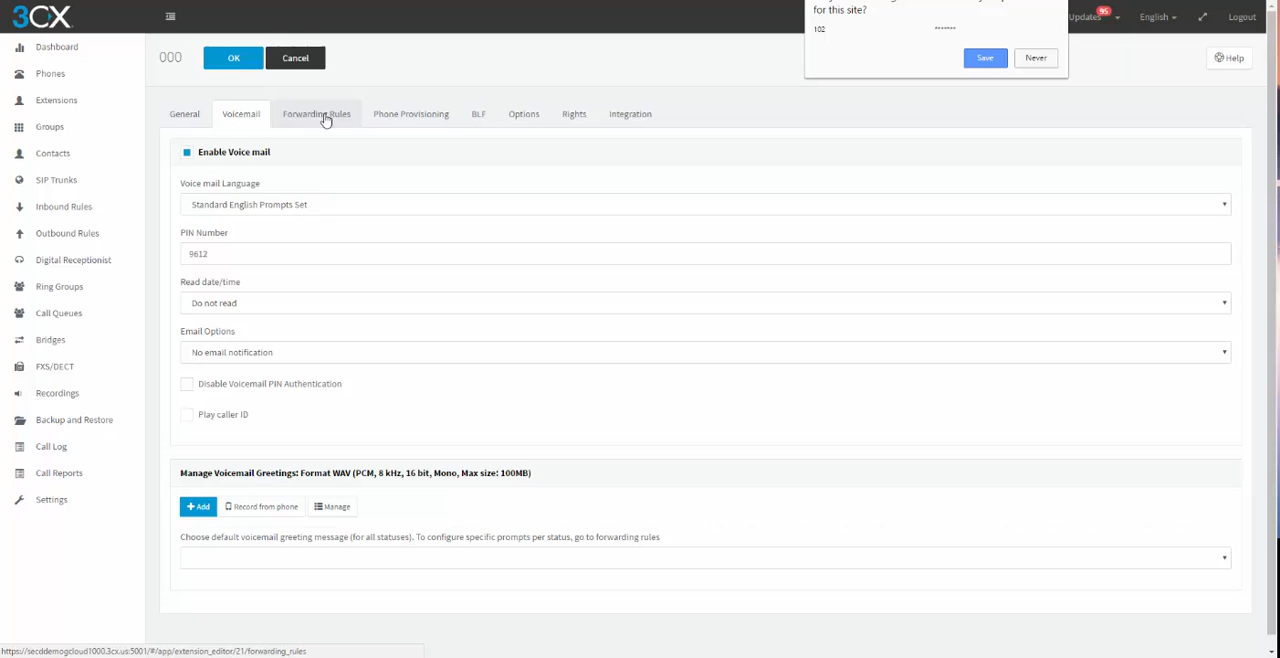 3CX
Updates 95 English Logout
for this site?
102 *******
Save Never
000 OK Cancel Help
Dashboard
Phones
Extensions
Groups
Contacts
SIP Trunks
Inbound Rules
Outbound Rules
Digital Receptionist
Ring Groups
Call Queues
Bridges
FXS/DECT
Recordings
Backup and Restore
Call Log
Call Reports
Settings
General Voicemail Forwarding Rules Phone Provisioning BLF Options Rights Integration
Enable Voice mail
Voice mail Language
Standard English Prompts Set
PIN Number
9612
Read date/time
Do not read
Email Options
No email notification
Disable Voicemail PIN Authentication
Play caller ID
Manage Voicemail Greetings: Format WAV (PCM, 8 kHz, 16 bit, Mono, Max size: 100MB)
+ Add Record from phone Manage
Choose default voicemail greeting message (for all statuses). To configure specific prompts per status, go to forwarding rules
https://secddemogcloud1000.3cx.us:5001/#/app/extension_editor/21/forwarding_rules